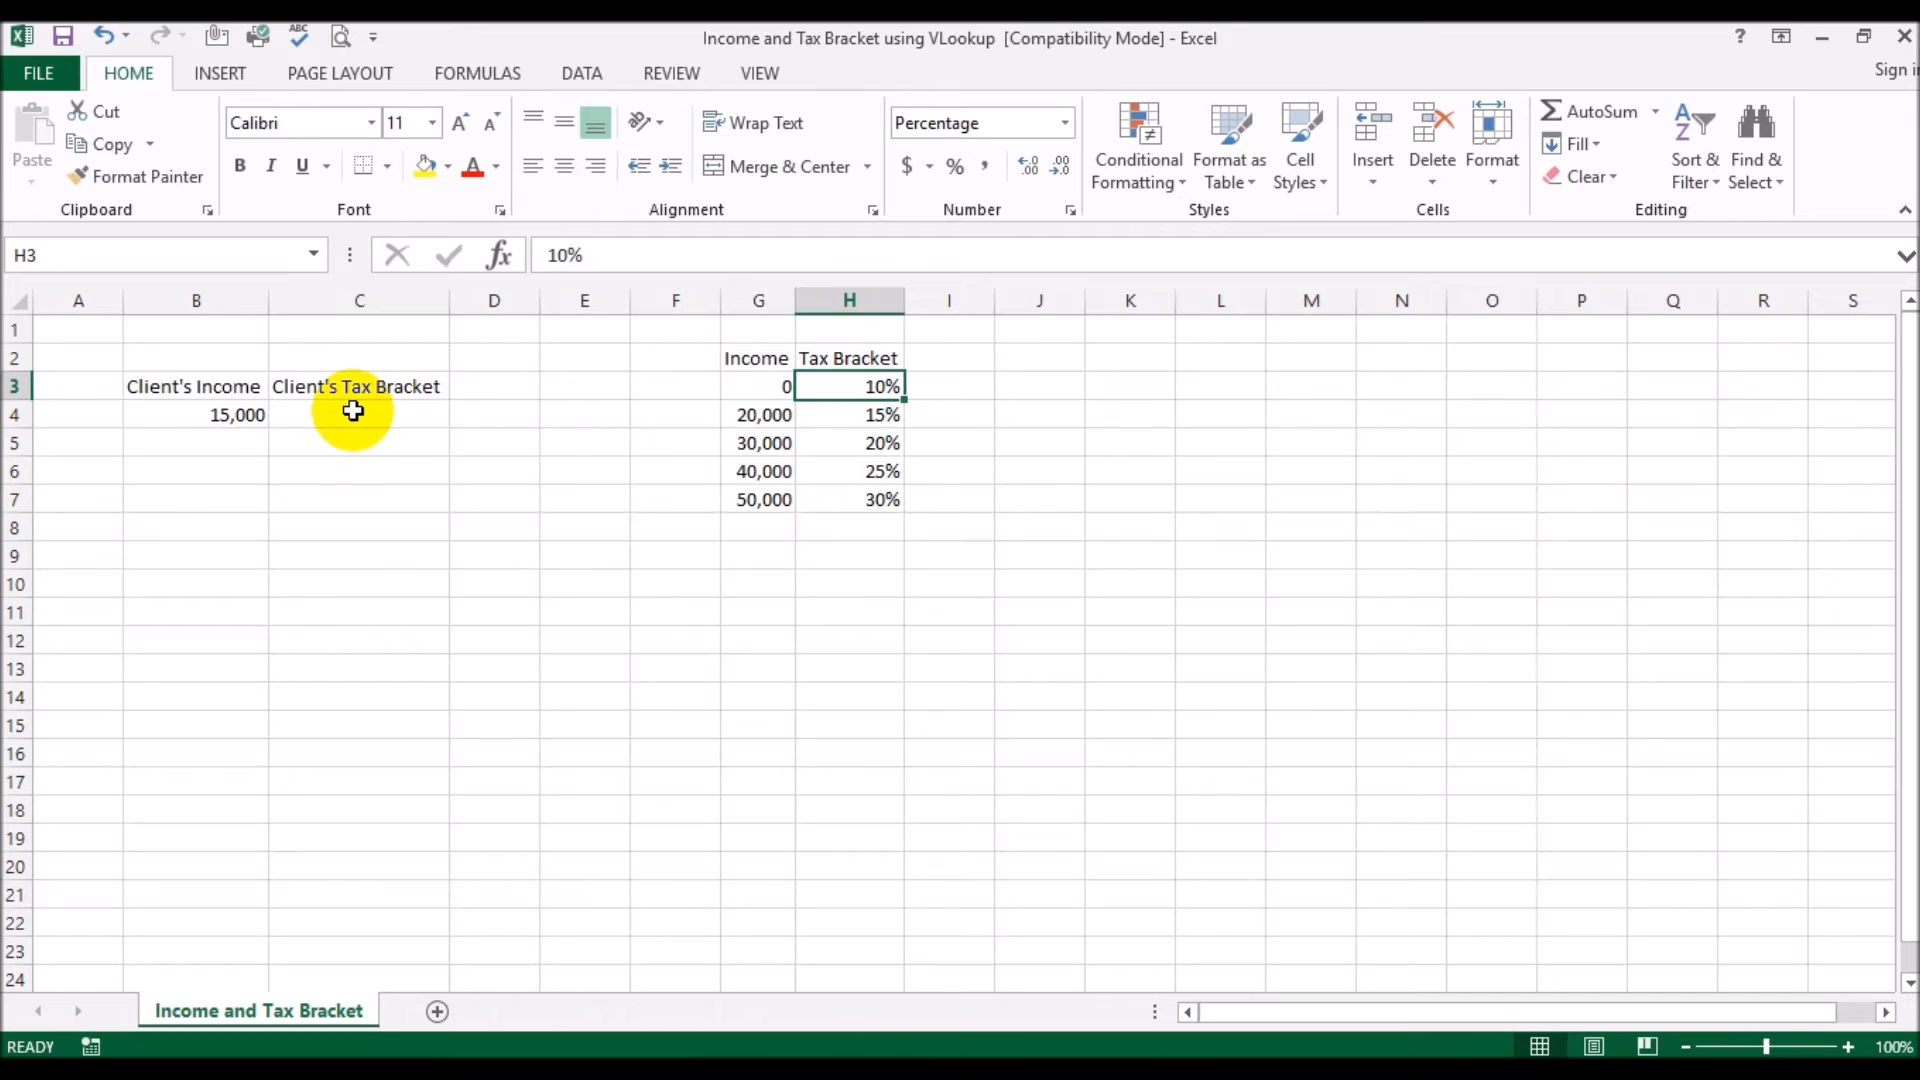 Income and Tax Bracket using VLookup [Compatibility Mode] - Excel
?
FILE HOME INSERT PAGE LAYOUT FORMULAS DATA REVIEW VIEW
Sign in
Paste
Cut
Copy
Format Painter
Clipboard
Calibri 11
B I U
Font
Wrap Text
Merge & Center
Alignment
Percentage
$ % ,
Number
Conditional Formatting
Format as Table
Cell Styles
Styles
Insert
Delete
Format
Cells
AutoSum
Fill
Clear
Sort & Filter
Find & Select
Editing
H3 fx 10%
A B C D E F G H I J K L M N O P Q R S
1
2 Income Tax Bracket
3 Client's Income Client's Tax Bracket 0 10%
4 15,000 20,000 15%
5 30,000 20%
6 40,000 25%
7 50,000 30%
8
9
10
11
12
13
14
15
16
17
18
19
20
21
22
23
24
Income and Tax Bracket
READY 100%